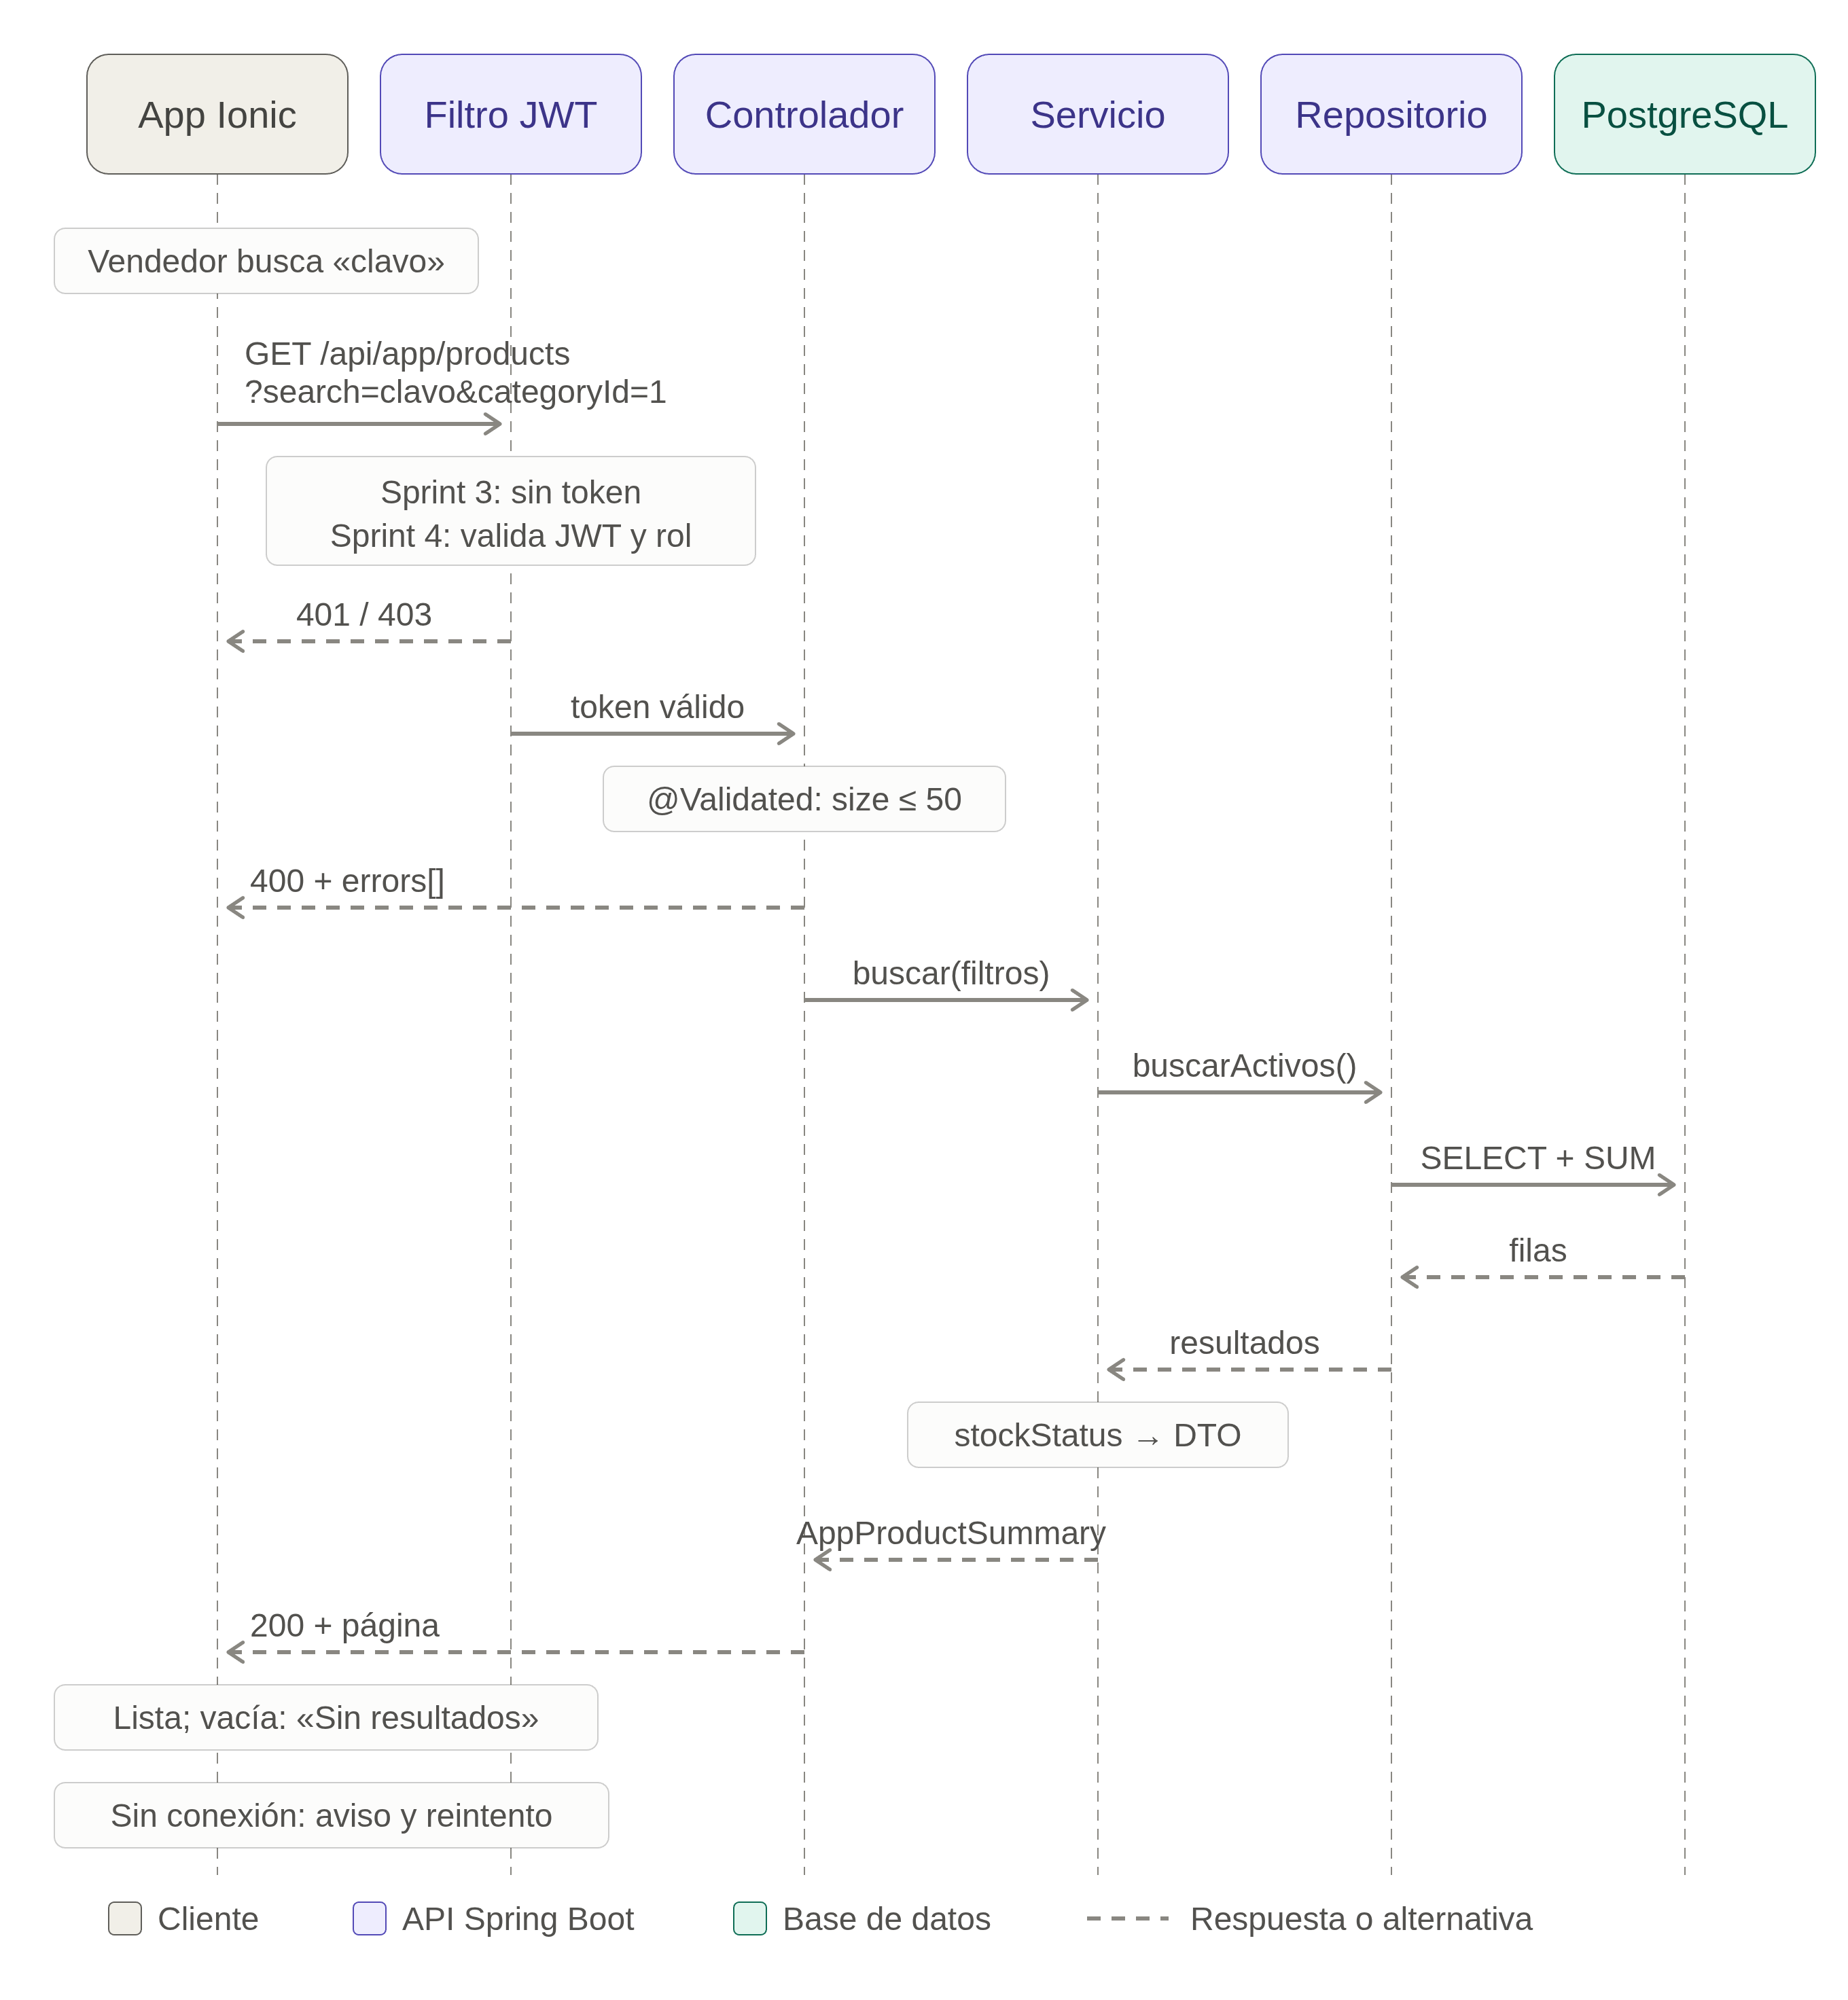 App Ionic
Filtro JWT
Controlador
Servicio
Repositorio
PostgreSQL
Vendedor busca «clavo»
GET /api/app/products
?search=clavo&categoryId=1
Sprint 3: sin token
Sprint 4: valida JWT y rol
401 / 403
token válido
@Validated: size ≤ 50
400 + errors[]
buscar(filtros)
buscarActivos()
SELECT + SUM
filas
resultados
stockStatus → DTO
AppProductSummary
200 + página
Lista; vacía: «Sin resultados»
Sin conexión: aviso y reintento
Cliente
API Spring Boot
Base de datos
Respuesta o alternativa